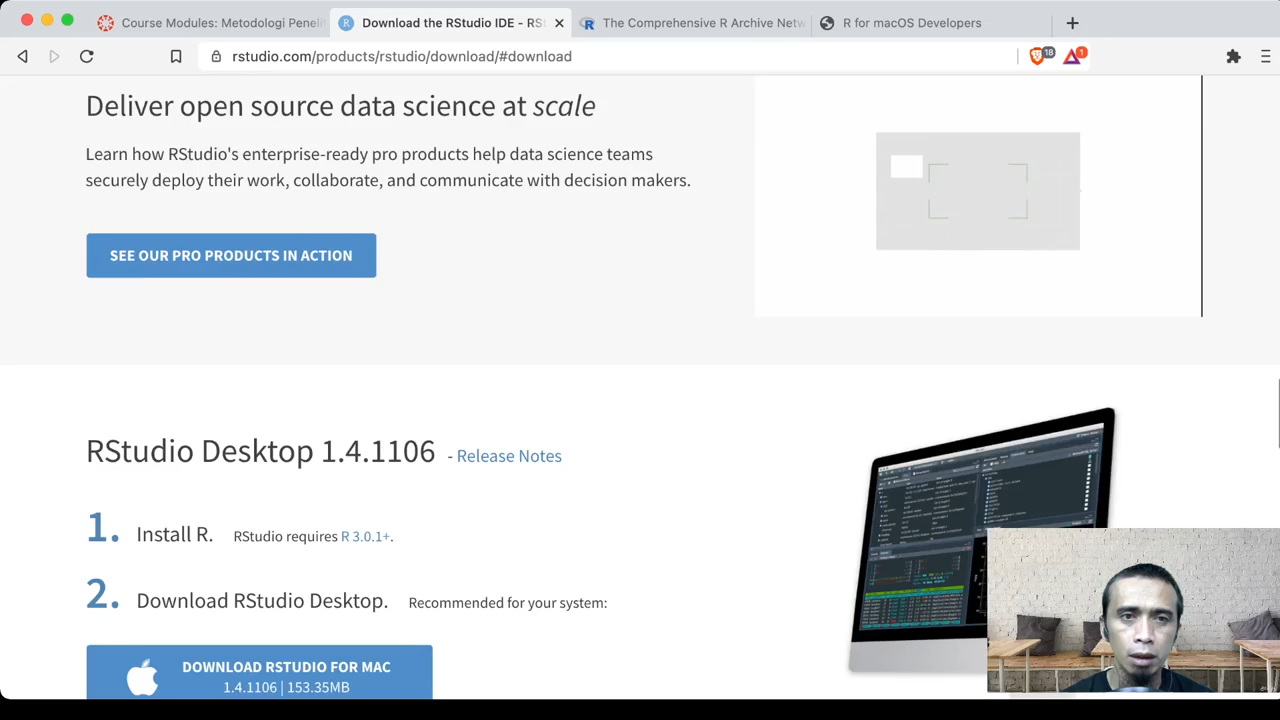 Course Modules: Metodologi Penelit
Download the RStudio IDE - RSt
The Comprehensive R Archive Netw
R for macOS Developers
rstudio.com/products/rstudio/download/#download
18
1
Deliver open source data science at scale
Learn how RStudio's enterprise-ready pro products help data science teams
securely deploy their work, collaborate, and communicate with decision makers.
SEE OUR PRO PRODUCTS IN ACTION
RStudio Desktop 1.4.1106 - Release Notes
1. Install R. RStudio requires R 3.0.1+.
2. Download RStudio Desktop. Recommended for your system:
DOWNLOAD RSTUDIO FOR MAC
1.4.1106 | 153.35MB